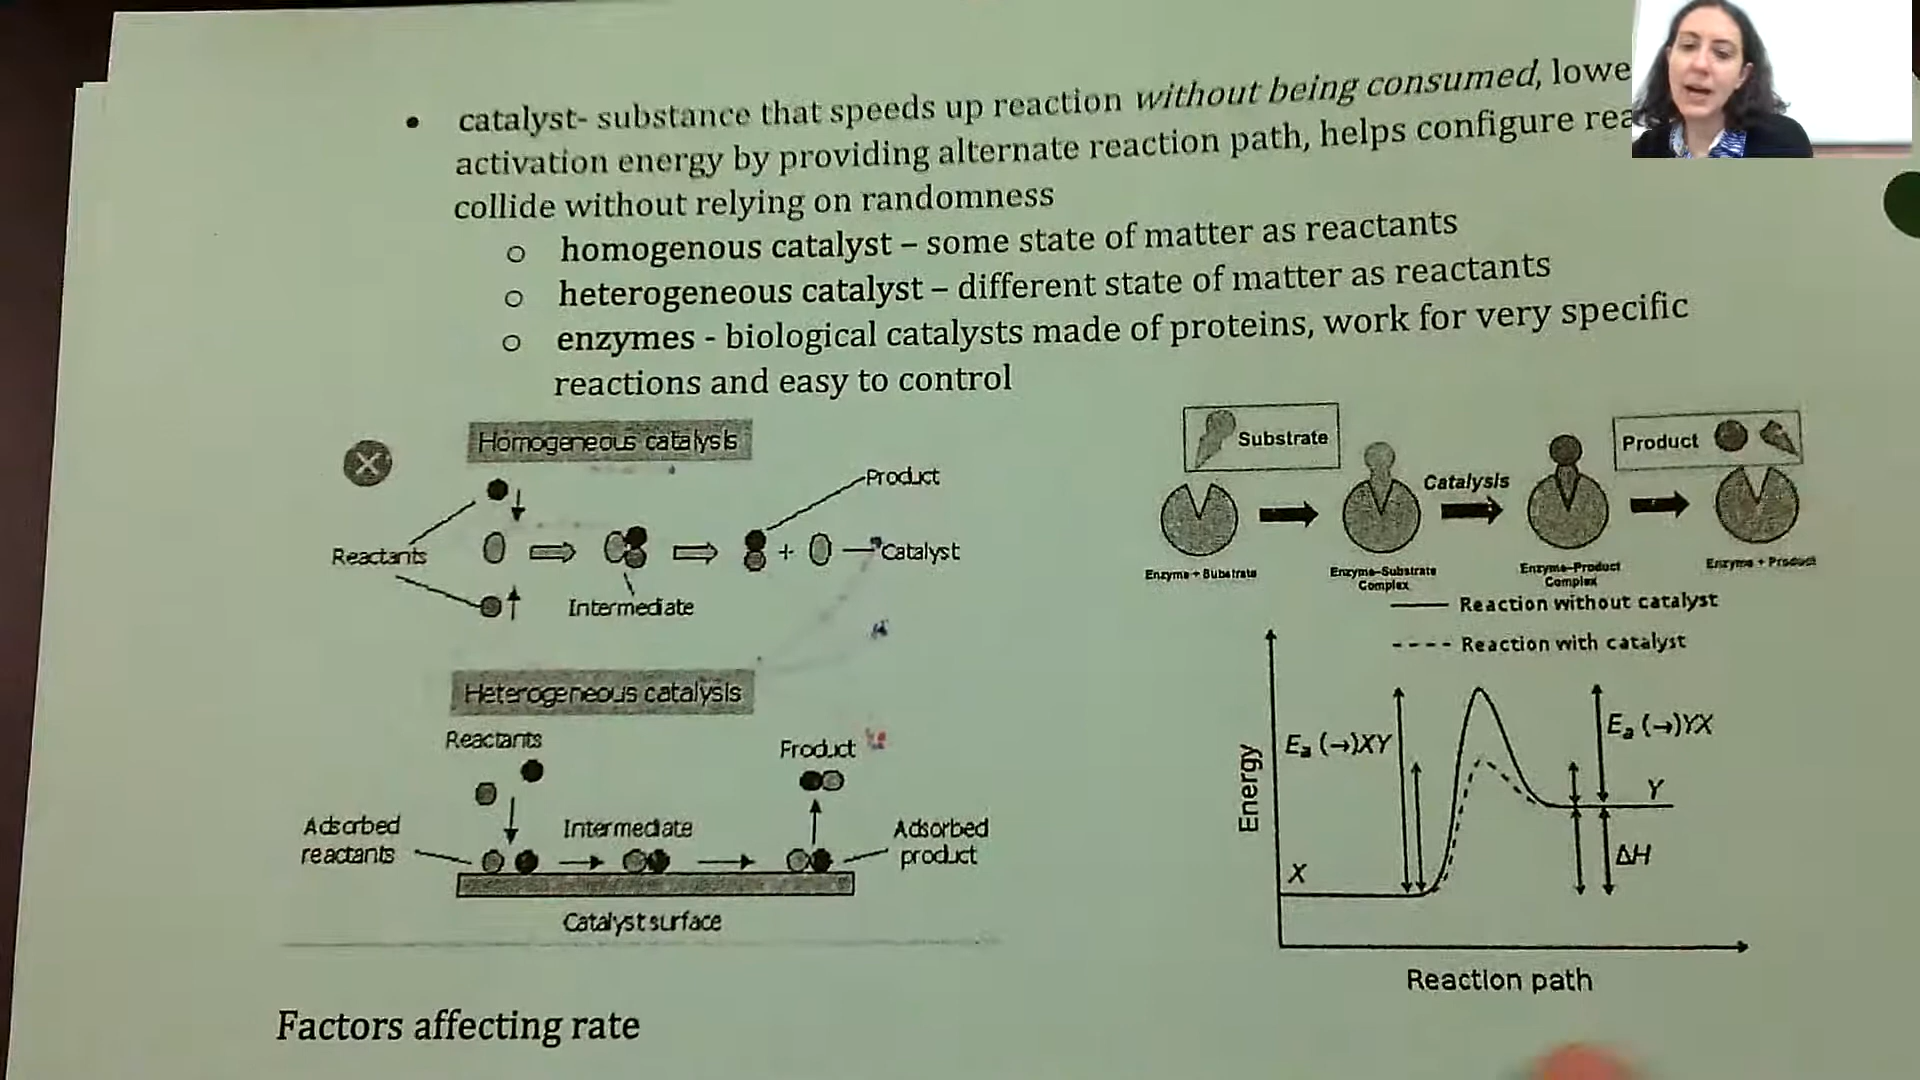 • catalyst- substance that speeds up reaction without being consumed, lowe
activation energy by providing alternate reaction path, helps configure rea
collide without relying on randomness
o homogenous catalyst – some state of matter as reactants
o heterogeneous catalyst – different state of matter as reactants
o enzymes - biological catalysts made of proteins, work for very specific
reactions and easy to control
Homogeneous catalysis
Product
Reactants
+
Catalyst
Intermediate
Heterogeneous catalysis
Reactants
Product
Adsorbed
reactants
Intermediate
Adsorbed
product
Catalyst surface
Substrate
Product
Catalysis
Enzyme + Substrate
Enzyme-Substrate
Complex
Enzyme-Product
Complex
Enzyme + Product
Reaction without catalyst
Reaction with catalyst
Energy
Ea (→)XY
Ea (→)YX
Y
X
ΔH
Reaction path
Factors affecting rate